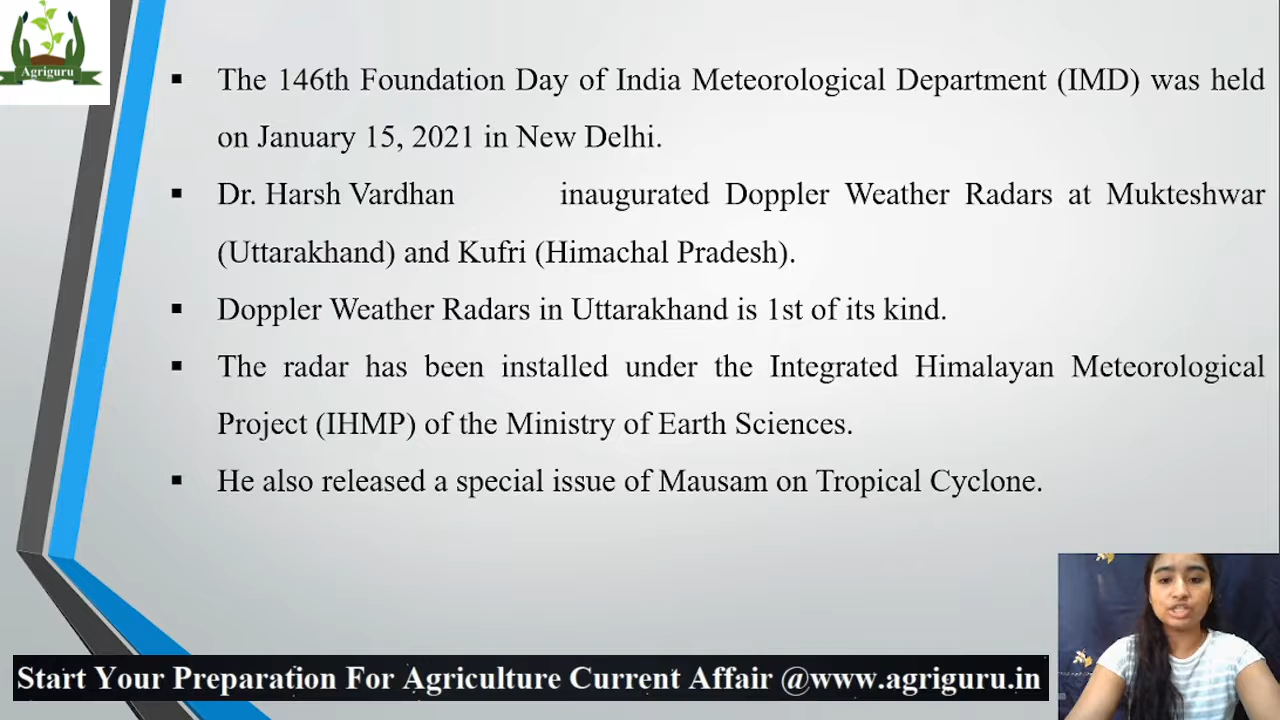 Agriguru
▪ The 146th Foundation Day of India Meteorological Department (IMD) was held
on January 15, 2021 in New Delhi.
▪ Dr. Harsh Vardhan inaugurated Doppler Weather Radars at Mukteshwar
(Uttarakhand) and Kufri (Himachal Pradesh).
▪ Doppler Weather Radars in Uttarakhand is 1st of its kind.
▪ The radar has been installed under the Integrated Himalayan Meteorological
Project (IHMP) of the Ministry of Earth Sciences.
▪ He also released a special issue of Mausam on Tropical Cyclone.
Start Your Preparation For Agriculture Current Affair @www.agriguru.in